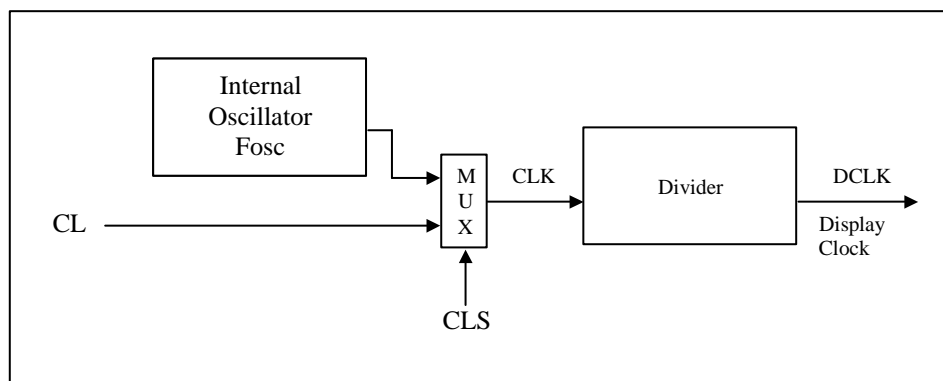 Internal
Oscillator
Fosc
M
U
X
CLK
Divider
DCLK
CL
Display
Clock
CLS